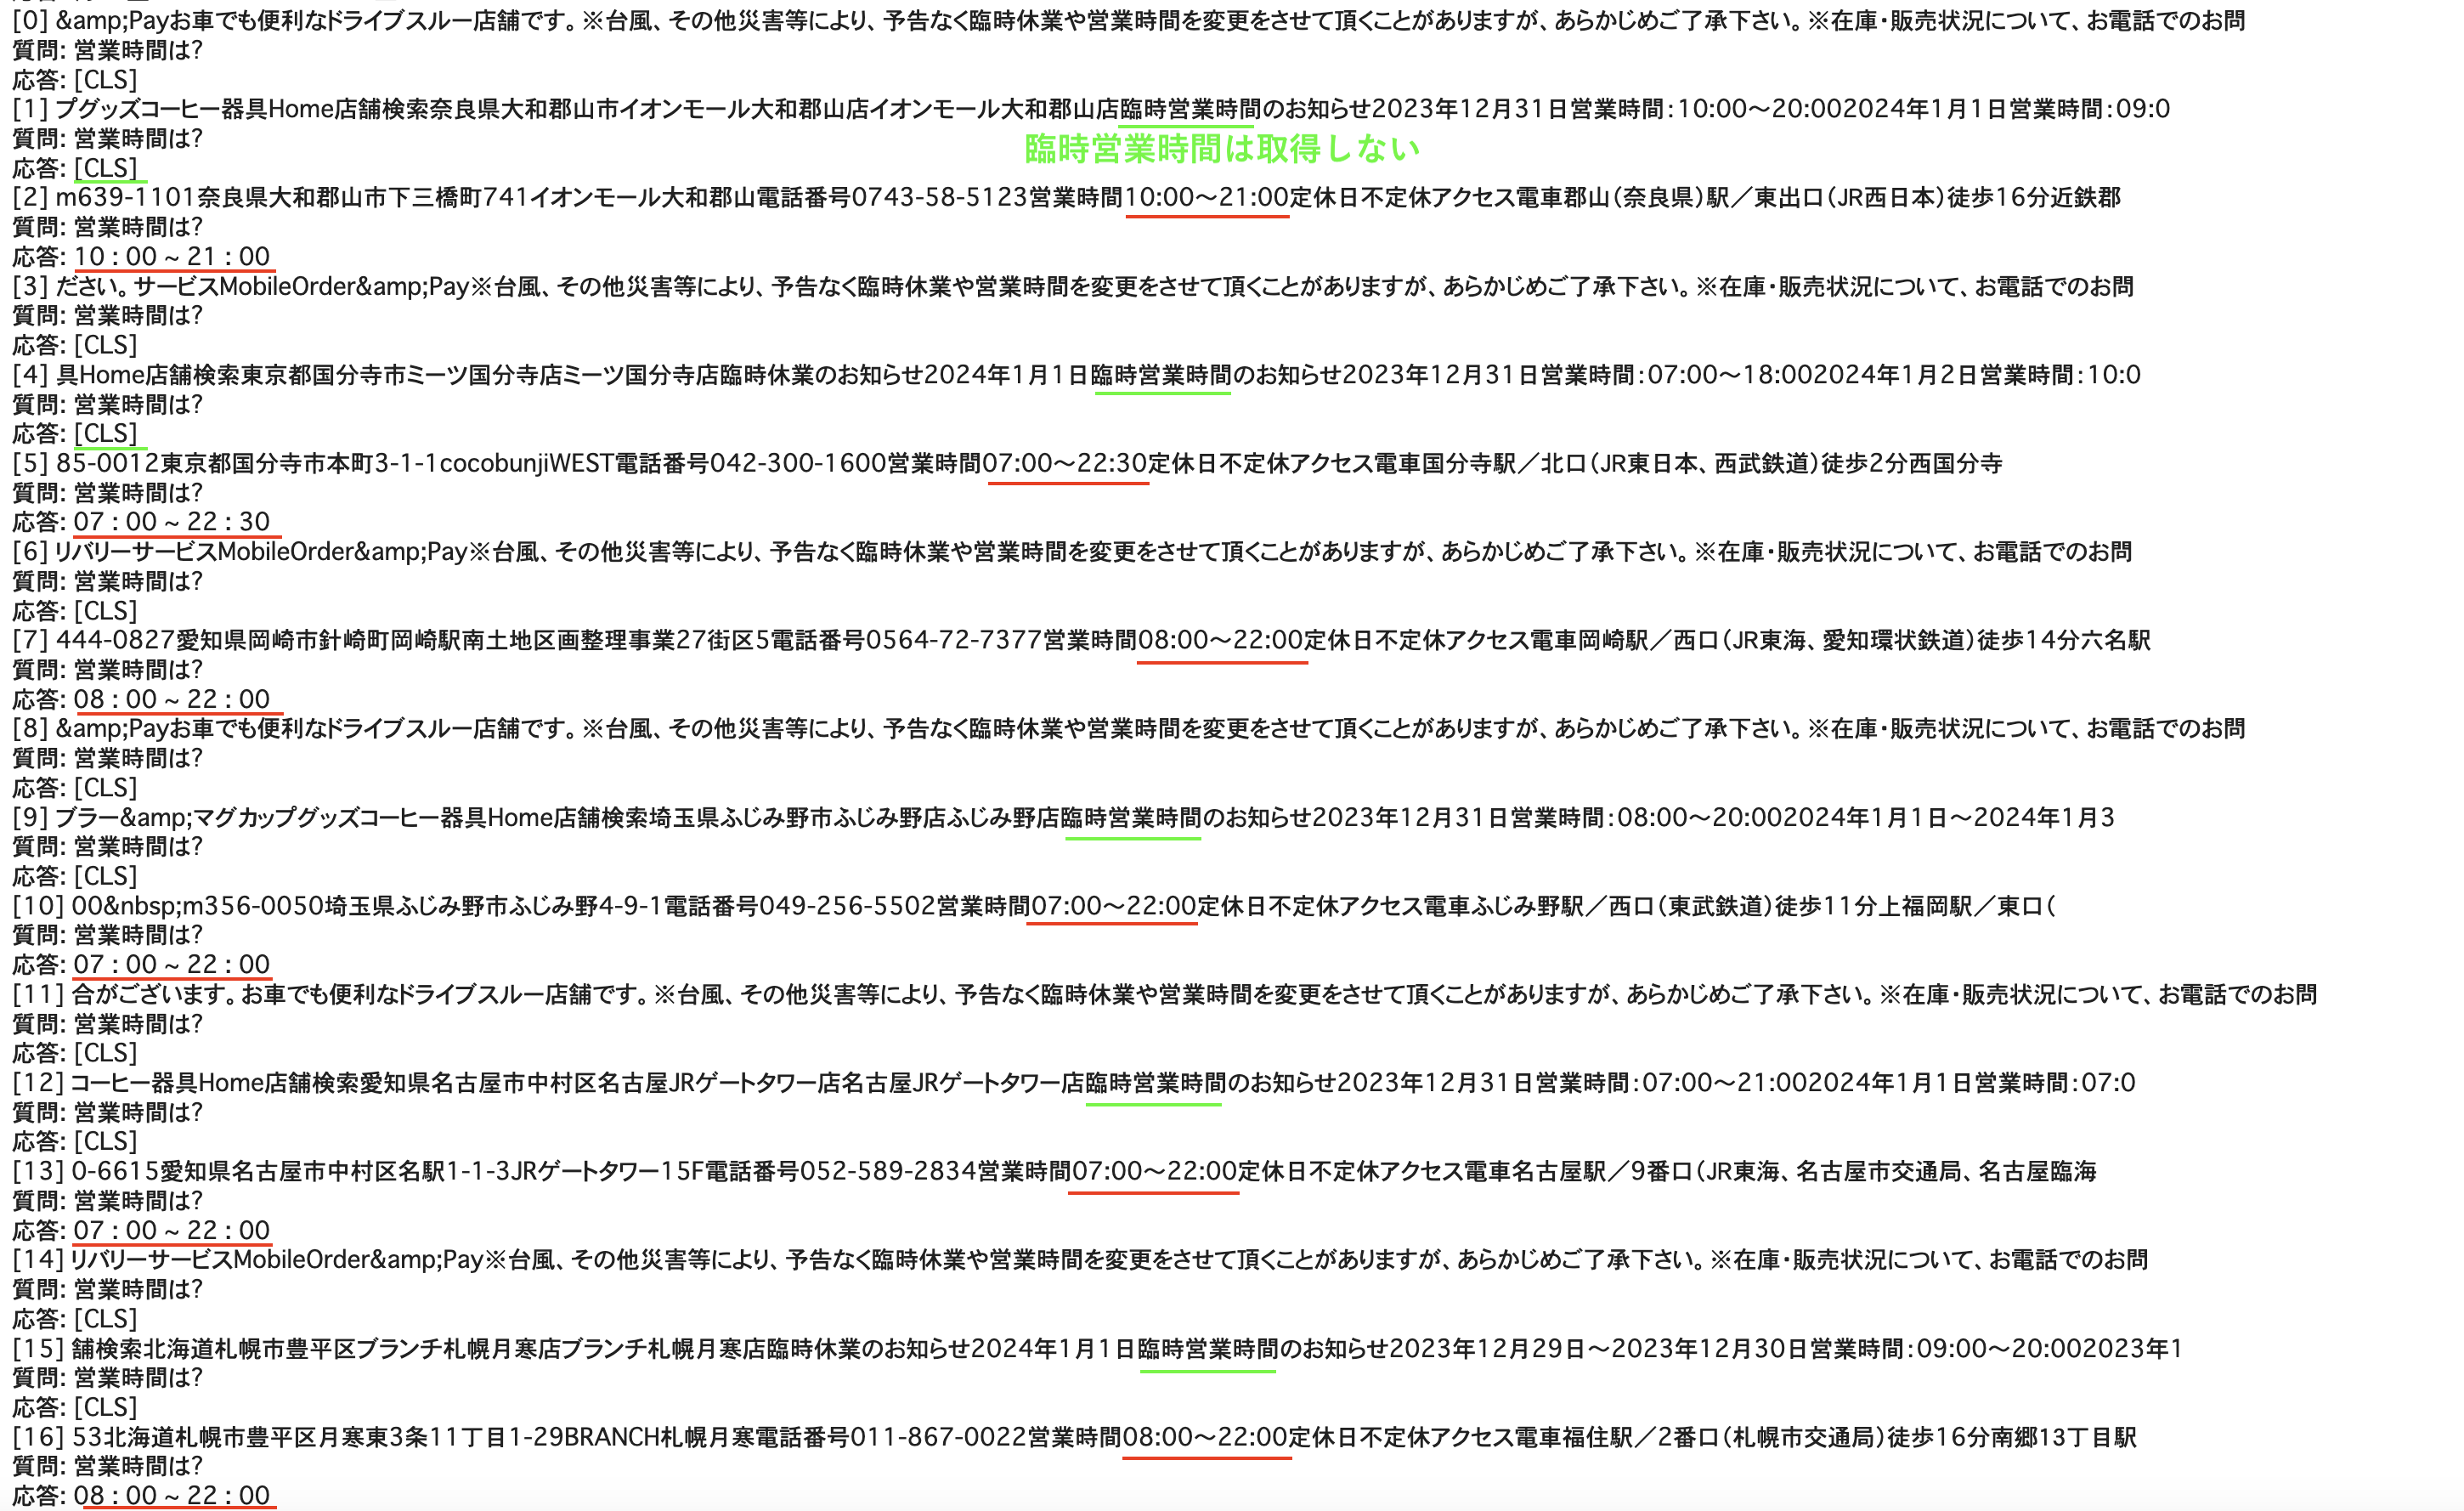 [0] &amp;Payお車でも便利なドライブスルー店舗です。※台風、その他災害等により、予告なく臨時休業や営業時間を変更をさせて頂くことがありますが、あらかじめご了承下さい。※在庫・販売状況について、お電話でのお問
質問: 営業時間は?
応答: [CLS]
[1] プグッズコーヒー器具Home店舗検索奈良県大和郡山市イオンモール大和郡山店イオンモール大和郡山店臨時営業時間のお知らせ2023年12月31日営業時間：10:00〜20:002024年1月1日営業時間：09:0
質問: 営業時間は?
臨時営業時間は取得しない
応答: [CLS]
[2] m639-1101奈良県大和郡山市下三橋町741イオンモール大和郡山電話番号0743-58-5123営業時間10:00〜21:00定休日不定休アクセス電車郡山（奈良県）駅／東出口（JR西日本）徒歩16分近鉄郡
質問: 営業時間は?
応答: 10 : 00 ~ 21 : 00
[3] ださい。サービスMobileOrder&amp;Pay※台風、その他災害等により、予告なく臨時休業や営業時間を変更をさせて頂くことがありますが、あらかじめご了承下さい。※在庫・販売状況について、お電話でのお問
質問: 営業時間は?
応答: [CLS]
[4] 具Home店舗検索東京都国分寺市ミーツ国分寺店ミーツ国分寺店臨時休業のお知らせ2024年1月1日臨時営業時間のお知らせ2023年12月31日営業時間：07:00〜18:002024年1月2日営業時間：10:0
質問: 営業時間は?
応答: [CLS]
[5] 85-0012東京都国分寺市本町3-1-1cocobunjiWEST電話番号042-300-1600営業時間07:00〜22:30定休日不定休アクセス電車国分寺駅／北口（JR東日本、西武鉄道）徒歩2分西国分寺
質問: 営業時間は?
応答: 07 : 00 ~ 22 : 30
[6] リバリーサービスMobileOrder&amp;Pay※台風、その他災害等により、予告なく臨時休業や営業時間を変更をさせて頂くことがありますが、あらかじめご了承下さい。※在庫・販売状況について、お電話でのお問
質問: 営業時間は?
応答: [CLS]
[7] 444-0827愛知県岡崎市針崎町岡崎駅南土地区画整理事業27街区5電話番号0564-72-7377営業時間08:00〜22:00定休日不定休アクセス電車岡崎駅／西口（JR東海、愛知環状鉄道）徒歩14分六名駅
質問: 営業時間は?
応答: 08 : 00 ~ 22 : 00
[8] &amp;Payお車でも便利なドライブスルー店舗です。※台風、その他災害等により、予告なく臨時休業や営業時間を変更をさせて頂くことがありますが、あらかじめご了承下さい。※在庫・販売状況について、お電話でのお問
質問: 営業時間は?
応答: [CLS]
[9] ブラー&amp;マグカップグッズコーヒー器具Home店舗検索埼玉県ふじみ野市ふじみ野店ふじみ野店臨時営業時間のお知らせ2023年12月31日営業時間：08:00〜20:002024年1月1日〜2024年1月3
質問: 営業時間は?
応答: [CLS]
[10] 00&nbsp;m356-0050埼玉県ふじみ野市ふじみ野4-9-1電話番号049-256-5502営業時間07:00〜22:00定休日不定休アクセス電車ふじみ野駅／西口（東武鉄道）徒歩11分上福岡駅／東口（
質問: 営業時間は?
応答: 07 : 00 ~ 22 : 00
[11] 合がございます。お車でも便利なドライブスルー店舗です。※台風、その他災害等により、予告なく臨時休業や営業時間を変更をさせて頂くことがありますが、あらかじめご了承下さい。※在庫・販売状況について、お電話でのお問
質問: 営業時間は?
応答: [CLS]
[12] コーヒー器具Home店舗検索愛知県名古屋市中村区名古屋JRゲートタワー店名古屋JRゲートタワー店臨時営業時間のお知らせ2023年12月31日営業時間：07:00〜21:002024年1月1日営業時間：07:0
質問: 営業時間は?
応答: [CLS]
[13] 0-6615愛知県名古屋市中村区名駅1-1-3JRゲートタワー15F電話番号052-589-2834営業時間07:00〜22:00定休日不定休アクセス電車名古屋駅／9番口（JR東海、名古屋市交通局、名古屋臨海
質問: 営業時間は?
応答: 07 : 00 ~ 22 : 00
[14] リバリーサービスMobileOrder&amp;Pay※台風、その他災害等により、予告なく臨時休業や営業時間を変更をさせて頂くことがありますが、あらかじめご了承下さい。※在庫・販売状況について、お電話でのお問
質問: 営業時間は?
応答: [CLS]
[15] 舗検索北海道札幌市豊平区ブランチ札幌月寒店ブランチ札幌月寒店臨時休業のお知らせ2024年1月1日臨時営業時間のお知らせ2023年12月29日〜2023年12月30日営業時間：09:00〜20:002023年1
質問: 営業時間は?
応答: [CLS]
[16] 53北海道札幌市豊平区月寒東3条11丁目1-29BRANCH札幌月寒電話番号011-867-0022営業時間08:00〜22:00定休日不定休アクセス電車福住駅／2番口（札幌市交通局）徒歩16分南郷13丁目駅
質問: 営業時間は?
応答: 08 : 00 ~ 22 : 00